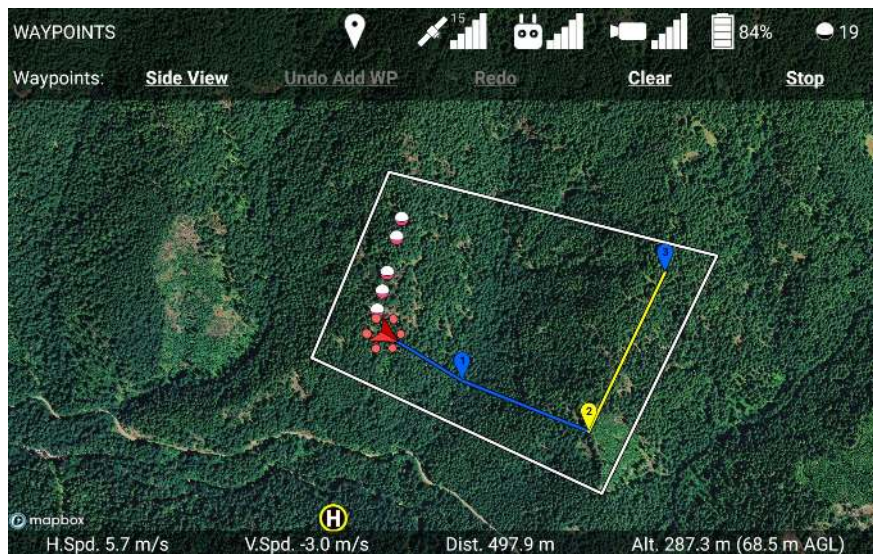 WAYPOINTS 15 84% 19
Waypoints: Side View Undo Add WP Redo Clear Stop
3
1
2
mapbox
H
H.Spd. 5.7 m/s V.Spd. -3.0 m/s Dist. 497.9 m Alt. 287.3 m (68.5 m AGL)